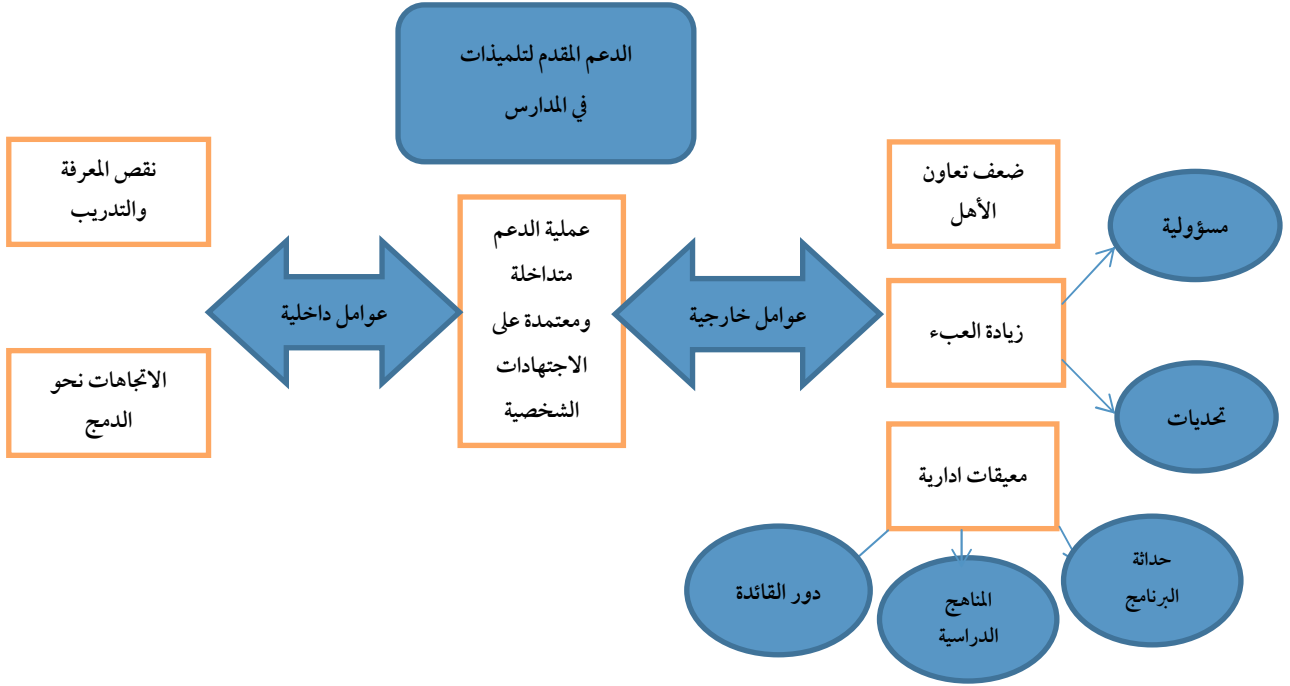 الدعم المقدم لتلميذات
في المدارس
ضعف تعاون
الأهل
مسؤولية
زيادة العبء
تحديات
معيقات ادارية
حداثة
البرنامج
المناهج
الدراسية
دور القائدة
عوامل خارجية
عملية الدعم
متداخلة
ومعتمدة على
الاجتهادات
الشخصية
عوامل داخلية
نقص المعرفة
والتدريب
الاتجاهات نحو
الدمج